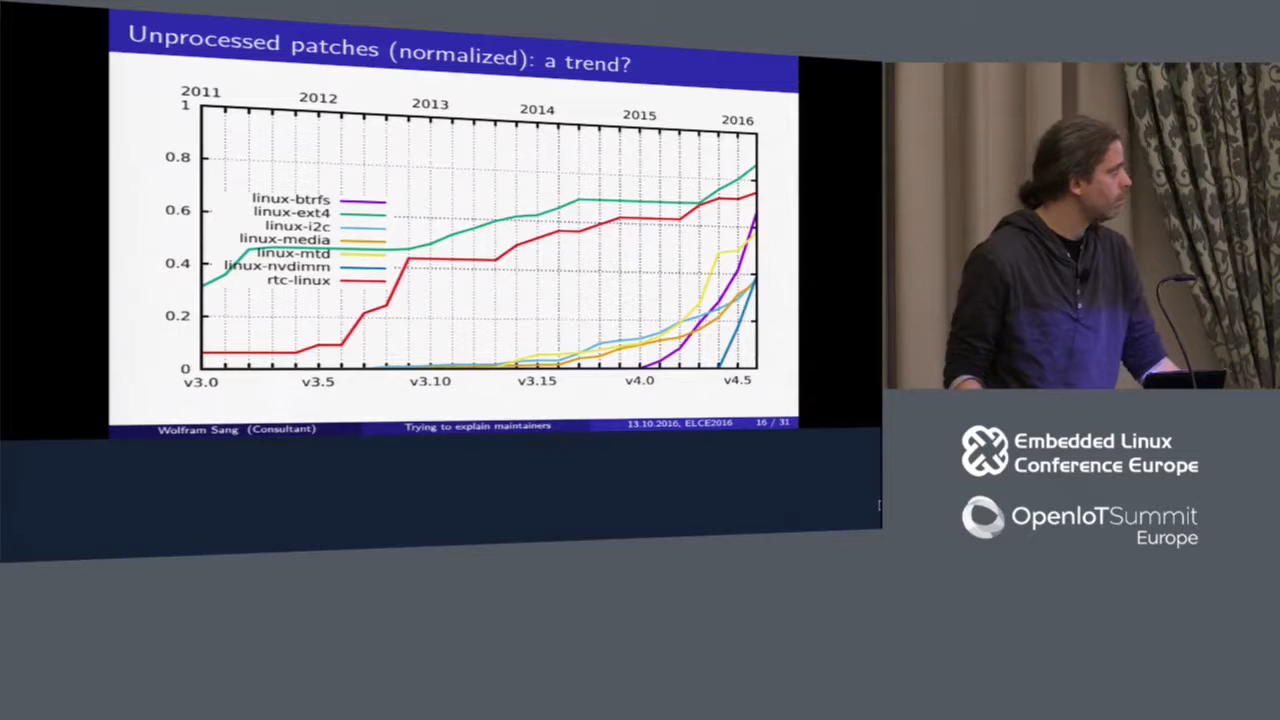 Unprocessed patches (normalized): a trend?
2011 2012 2013 2014 2015 2016
1
0.8
0.6
0.4
0.2
0
linux-btrfs
linux-ext4
linux-i2c
linux-media
linux-mtd
linux-nvdimm
rtc-linux
v3.0 v3.5 v3.10 v3.15 v4.0 v4.5
Wolfram Sang (Consultant) Trying to explain maintainers 13.10.2016, ELCE2016 16 / 31
Embedded Linux
Conference Europe
OpenIoTSummit
Europe